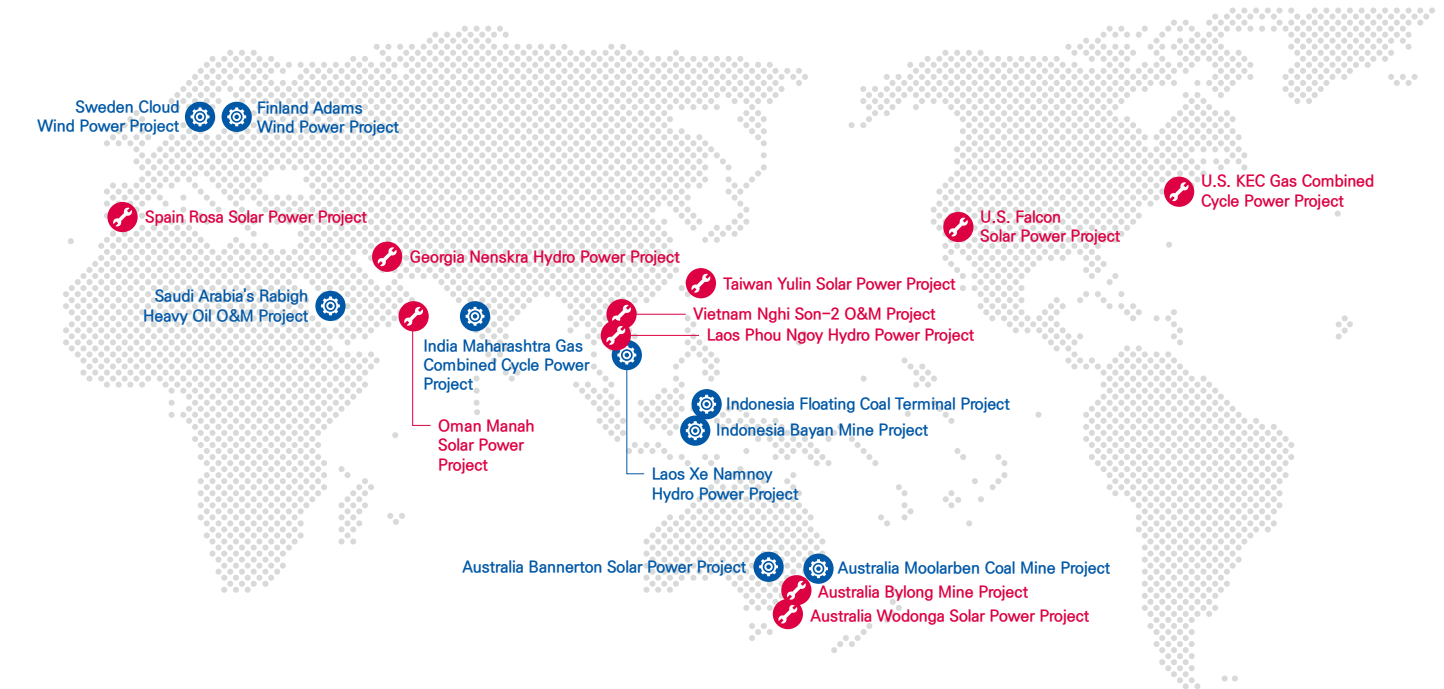 Sweden Cloud
Wind Power Project
Finland Adams
Wind Power Project
U.S. KEC Gas Combined
Cycle Power Project
Spain Rosa Solar Power Project
U.S. Falcon
Solar Power Project
Georgia Nenskra Hydro Power Project
Taiwan Yulin Solar Power Project
Saudi Arabia's Rabigh
Heavy Oil O&M Project
Vietnam Nghi Son-2 O&M Project
Laos Phou Ngoy Hydro Power Project
India Maharashtra Gas
Combined Cycle Power
Project
Indonesia Floating Coal Terminal Project
Indonesia Bayan Mine Project
Oman Manah
Solar Power
Project
Laos Xe Namnoy
Hydro Power Project
Australia Bannerton Solar Power Project
Australia Moolarben Coal Mine Project
Australia Bylong Mine Project
Australia Wodonga Solar Power Project